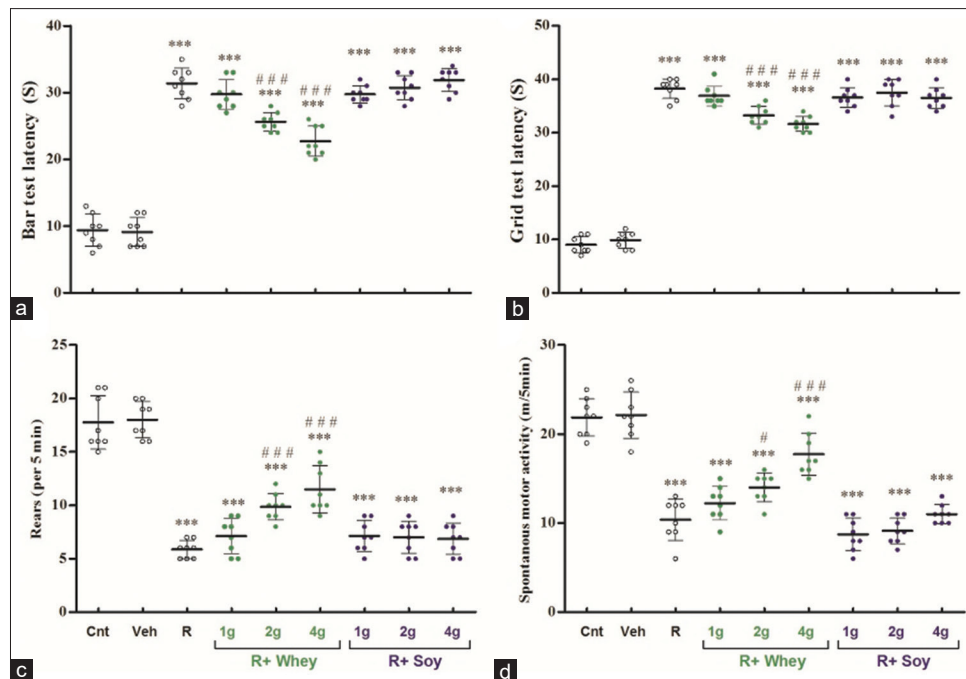 40
30
20
10
0
Bar test latency (S)
***
***
# # #
***
# # #
***
***
***
***
a
50
40
30
20
10
0
Grid test latency (S)
***
***
# # #
***
# # #
***
***
***
***
b
25
20
15
10
5
0
Rears (per 5 min)
***
***
# # #
***
# # #
***
***
***
***
Cnt Veh R 1g 2g 4g 1g 2g 4g
R+ Whey R+ Soy
c
30
20
10
0
Spontanous motor activity (m/5min)
***
***
#
***
# # #
***
***
***
***
Cnt Veh R 1g 2g 4g 1g 2g 4g
R+ Whey R+ Soy
d